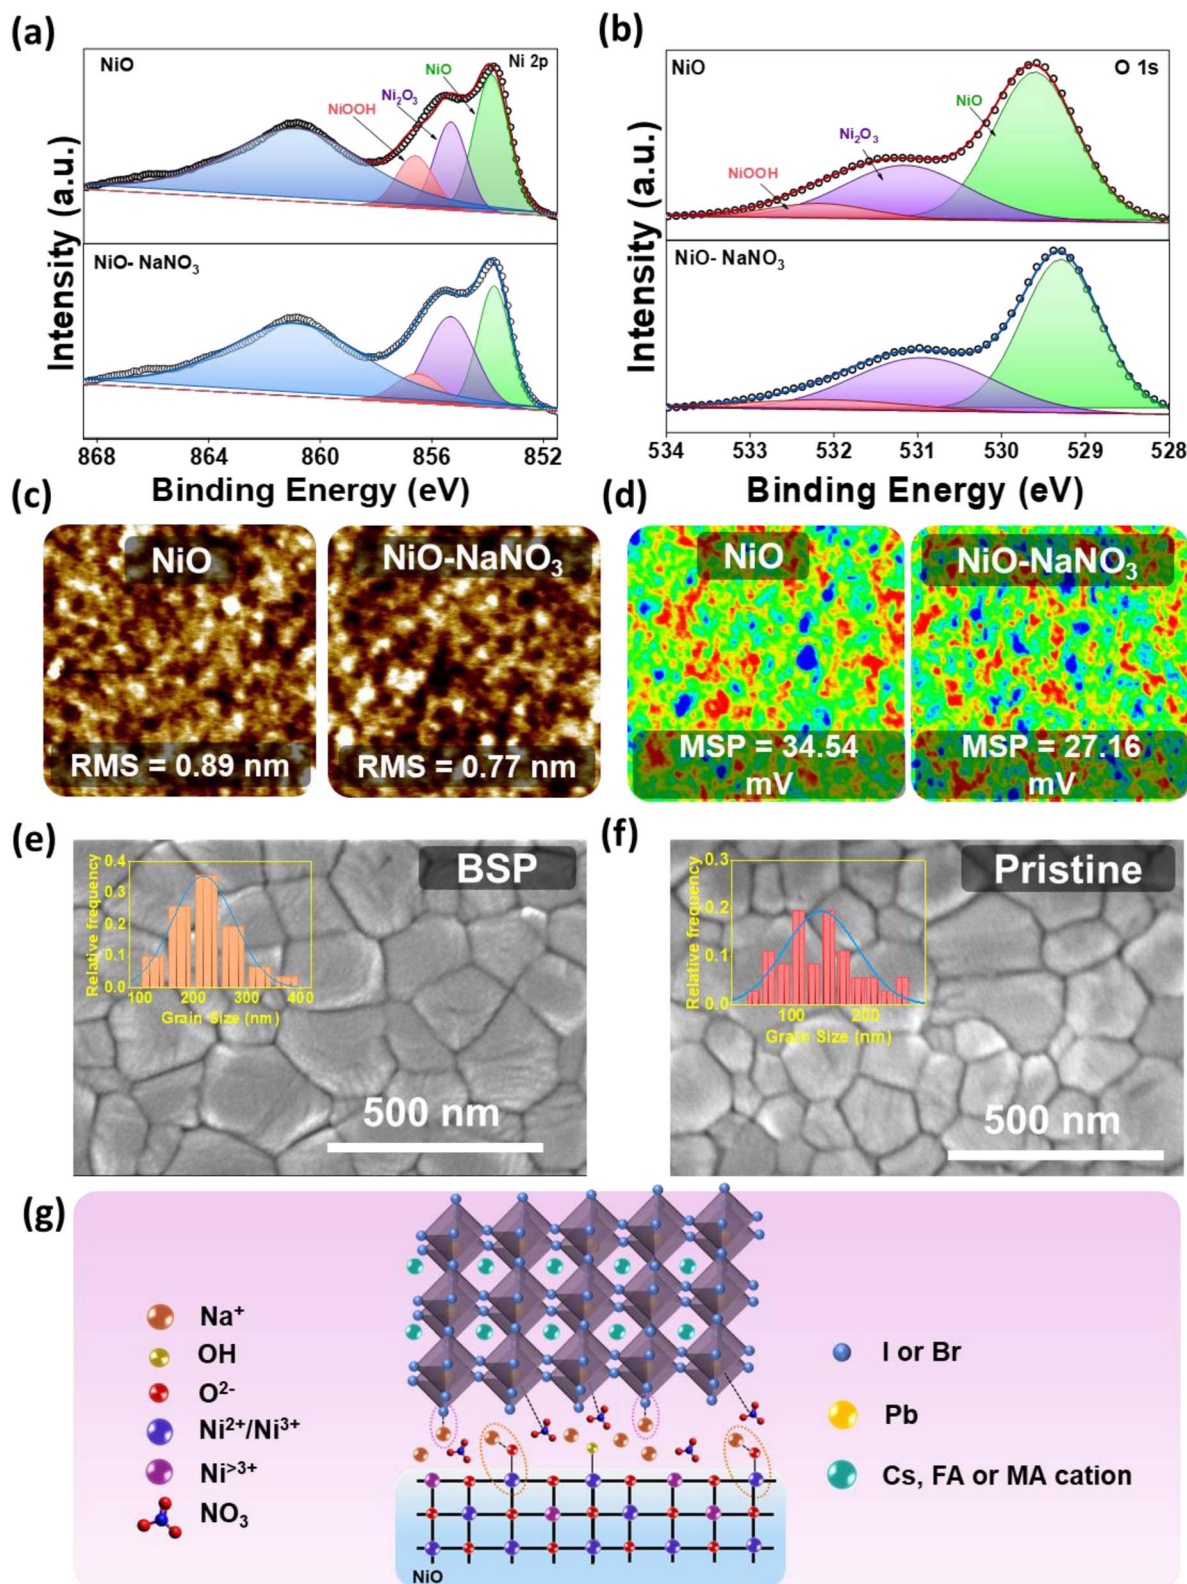 (a)
NiO
Ni 2p
NiO
Ni₂O₃
NiOOH
NiO- NaNO₃
Intensity (a.u.)
868 864 860 856 852
Binding Energy (eV)
(b)
NiO
O 1s
NiO
Ni₂O₃
NiOOH
NiO- NaNO₃
Intensity (a.u.)
534 533 532 531 530 529 528
Binding Energy (eV)
(c)
NiO
RMS = 0.89 nm
NiO-NaNO₃
RMS = 0.77 nm
(d)
NiO
MSP = 34.54
mV
NiO-NaNO₃
MSP = 27.16
mV
(e)
BSP
Relative frequency
0.4
0.3
0.2
0.1
0.0
100 200 300 400
Grain Size (nm)
500 nm
(f)
Pristine
Relative frequency
0.3
0.2
0.1
0.0
100 200
Grain Size (nm)
500 nm
(g)
Na⁺
OH
O²⁻
Ni²⁺/Ni³⁺
Ni^{>3+}
NO₃
I or Br
Pb
Cs, FA or MA cation
NiO